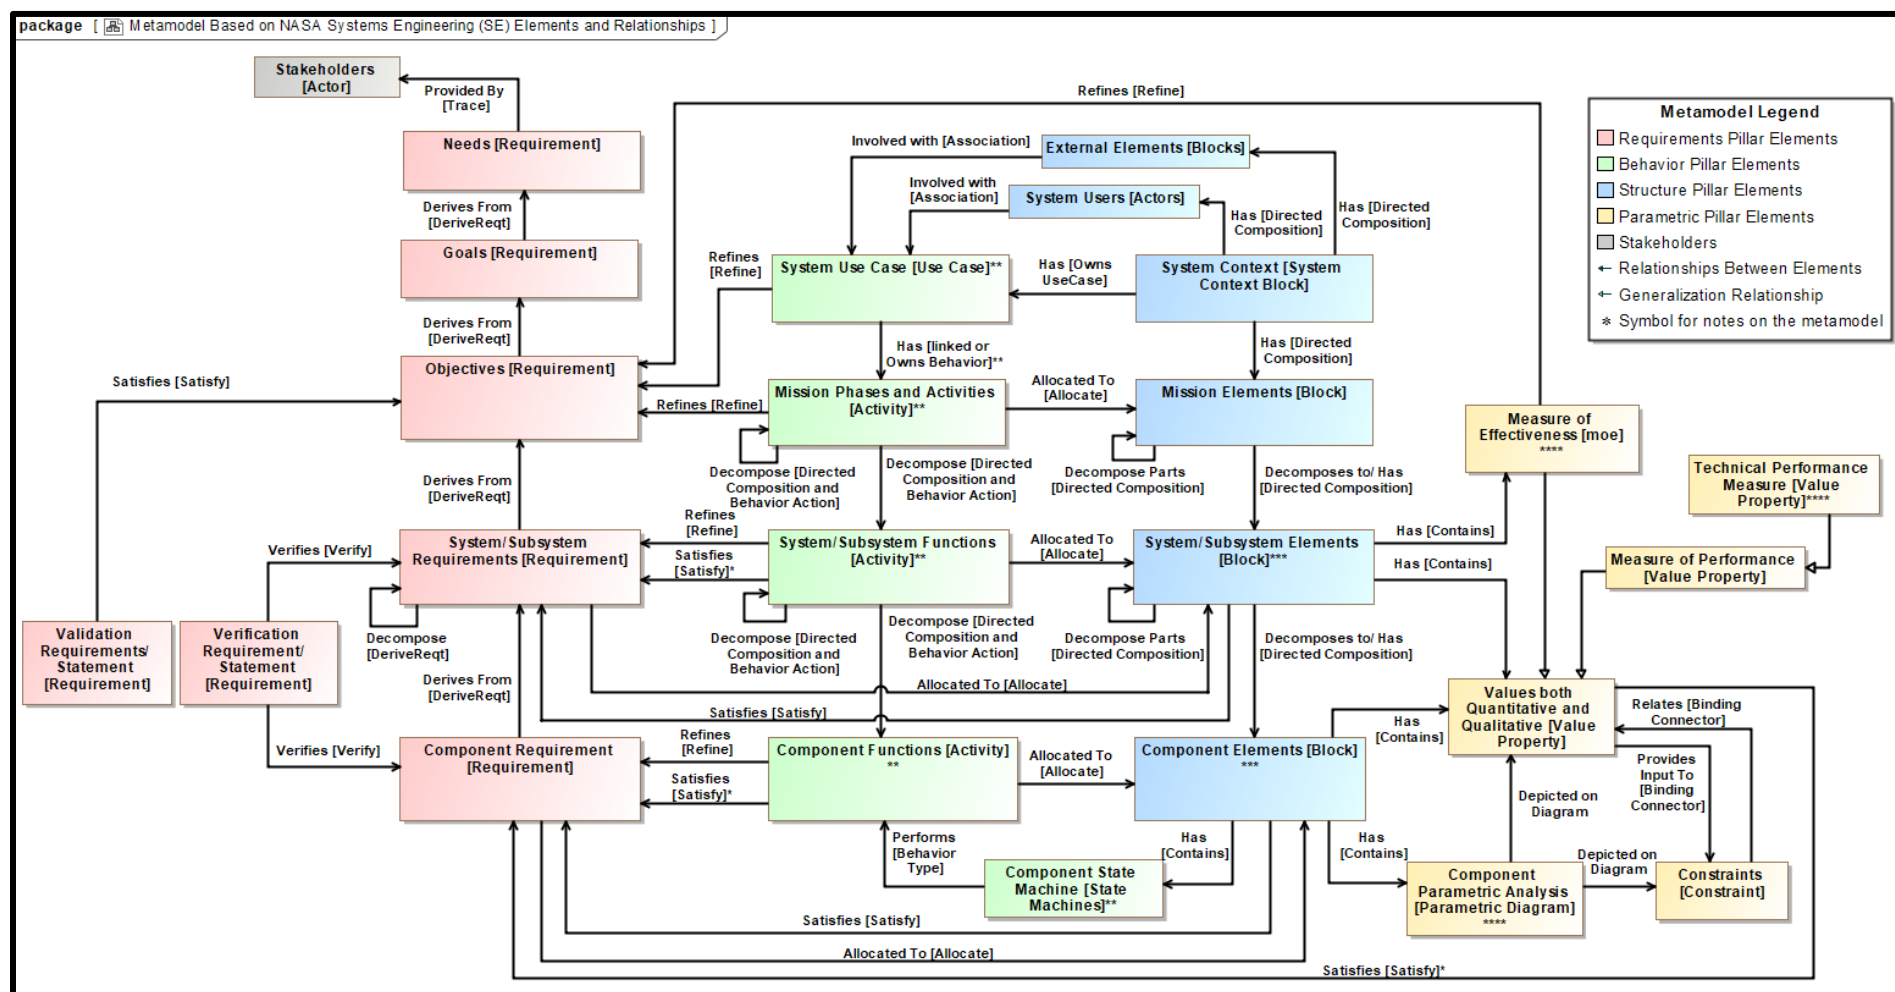 package [ Metamodel Based on NASA Systems Engineering (SE) Elements and Relationships ]
Stakeholders
[Actor]
Provided By
[Trace]
Needs [Requirement]
Derives From
[DeriveReqt]
Goals [Requirement]
Derives From
[DeriveReqt]
Objectives [Requirement]
Satisfies [Satisfy]
Derives From
[DeriveReqt]
System/Subsystem
Requirements [Requirement]
Verifies [Verify]
Decompose
[DeriveReqt]
Validation
Requirements/
Statement
[Requirement]
Verification
Requirement/
Statement
[Requirement]
Derives From
[DeriveReqt]
Verifies [Verify]
Component Requirement
[Requirement]
Refines [Refine]
Involved with [Association]
External Elements [Blocks]
Involved with
[Association]
System Users [Actors]
Has [Directed
Composition]
Has [Directed
Composition]
Refines
[Refine]
System Use Case [Use Case]**
Has [Owns
UseCase]
System Context [System
Context Block]
Has [linked or
Owns Behavior]**
Has [Directed
Composition]
Refines [Refine]
Mission Phases and Activities
[Activity]**
Allocated To
[Allocate]
Mission Elements [Block]
Decompose [Directed
Composition and
Behavior Action]
Decompose [Directed
Composition and
Behavior Action]
Decompose Parts
[Directed Composition]
Decomposes to/ Has
[Directed Composition]
Refines
[Refine]
Satisfies
[Satisfy]*
System/Subsystem Functions
[Activity]**
Allocated To
[Allocate]
System/Subsystem Elements
[Block]***
Has [Contains]
Has [Contains]
Decompose [Directed
Composition and
Behavior Action]
Decompose [Directed
Composition and
Behavior Action]
Decompose Parts
[Directed Composition]
Decomposes to/ Has
[Directed Composition]
Allocated To [Allocate]
Satisfies [Satisfy]
Refines
[Refine]
Satisfies
[Satisfy]*
Component Functions [Activity]
**
Allocated To
[Allocate]
Component Elements [Block]
***
Has
[Contains]
Performs
[Behavior
Type]
Component State
Machine [State
Machines]**
Has
[Contains]
Has
[Contains]
Satisfies [Satisfy]
Allocated To [Allocate]
Satisfies [Satisfy]*
Measure of
Effectiveness [moe]
****
Technical Performance
Measure [Value
Property]****
Measure of Performance
[Value Property]
Values both
Quantitative and
Qualitative [Value
Property]
Relates [Binding
Connector]
Provides
Input To
[Binding
Connector]
Depicted on
Diagram
Depicted on
Diagram
Component
Parametric Analysis
[Parametric Diagram]
****
Constraints
[Constraint]
Metamodel Legend
Requirements Pillar Elements
Behavior Pillar Elements
Structure Pillar Elements
Parametric Pillar Elements
Stakeholders
Relationships Between Elements
Generalization Relationship
* Symbol for notes on the metamodel